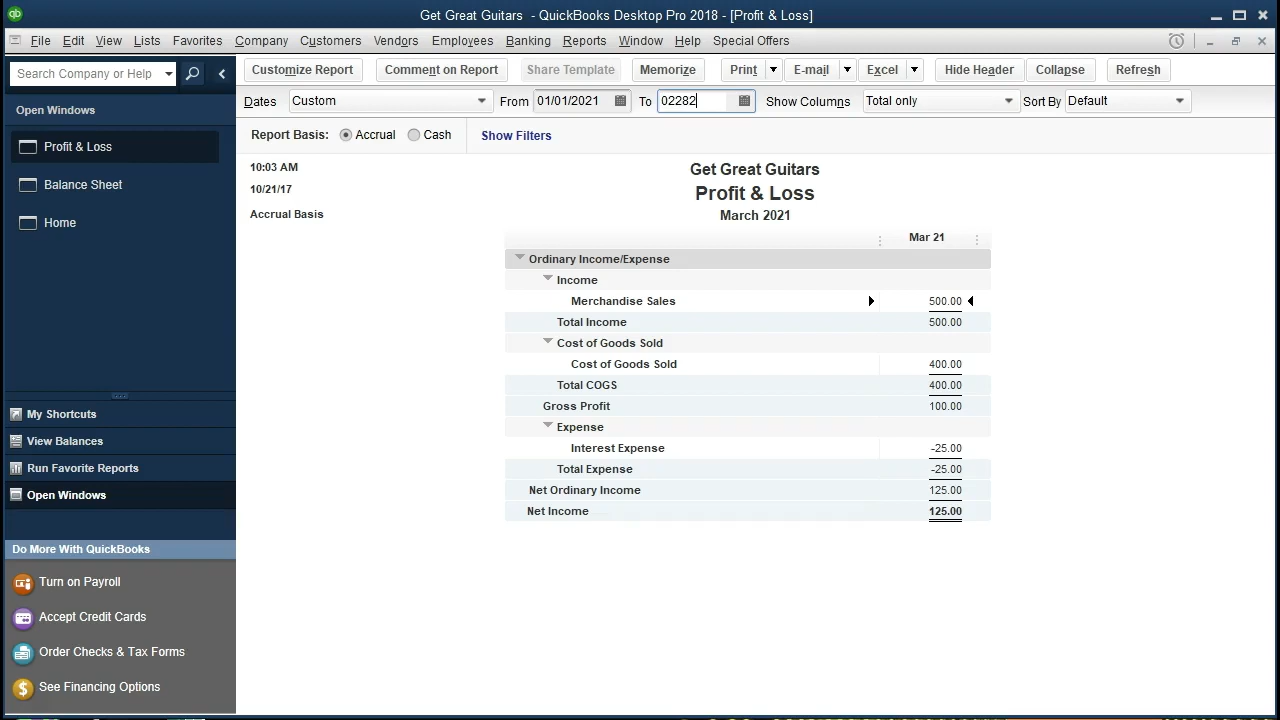 qb Get Great Guitars - QuickBooks Desktop Pro 2018 - [Profit & Loss]
File Edit View Lists Favorites Company Customers Vendors Employees Banking Reports Window Help Special Offers
Search Company or Help
Customize Report Comment on Report Share Template Memorize Print E-mail Excel Hide Header Collapse Refresh
Open Windows
Dates Custom From 01/01/2021 To 02282 Show Columns Total only Sort By Default
Report Basis: Accrual Cash Show Filters
Profit & Loss
Balance Sheet
Home
10:03 AM
10/21/17
Accrual Basis
Get Great Guitars
Profit & Loss
March 2021
Mar 21
Ordinary Income/Expense
Income
Merchandise Sales 500.00
Total Income 500.00
Cost of Goods Sold
Cost of Goods Sold 400.00
Total COGS 400.00
Gross Profit 100.00
Expense
Interest Expense -25.00
Total Expense -25.00
Net Ordinary Income 125.00
Net Income 125.00
My Shortcuts
View Balances
Run Favorite Reports
Open Windows
Do More With QuickBooks
Turn on Payroll
Accept Credit Cards
Order Checks & Tax Forms
$ See Financing Options